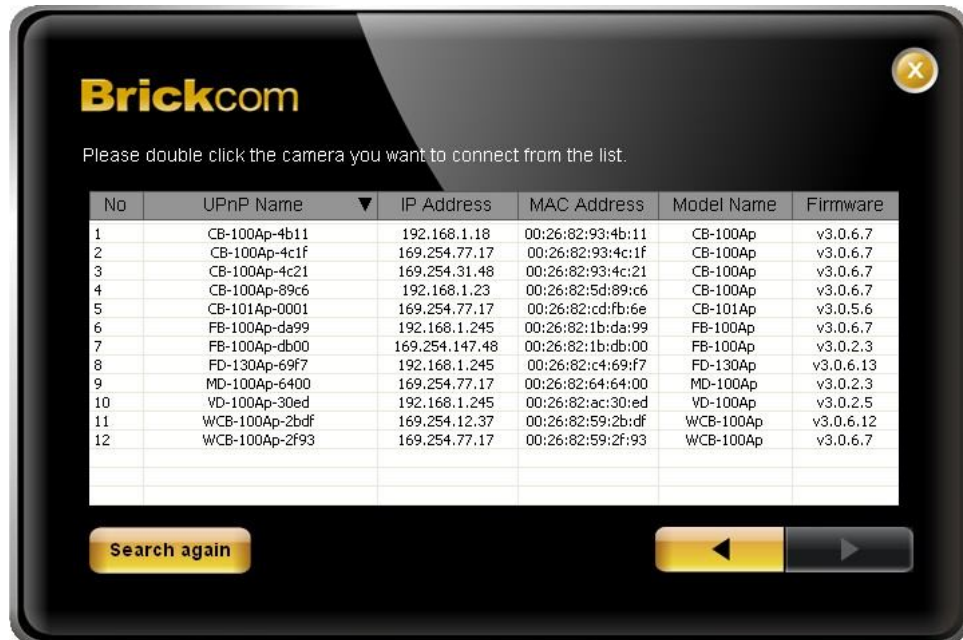 Brickcom
Please double click the camera you want to connect from the list.
No UPnP Name ▼ IP Address MAC Address Model Name Firmware
1 CB-100Ap-4b11 192.168.1.18 00:26:82:93:4b:11 CB-100Ap v3.0.6.7
2 CB-100Ap-4c1f 169.254.77.17 00:26:82:93:4c:1f CB-100Ap v3.0.6.7
3 CB-100Ap-4c21 169.254.31.48 00:26:82:93:4c:21 CB-100Ap v3.0.6.7
4 CB-100Ap-89c6 192.168.1.23 00:26:82:5d:89:c6 CB-100Ap v3.0.6.7
5 CB-101Ap-0001 169.254.77.17 00:26:82:cd:fb:6e CB-101Ap v3.0.5.6
6 FB-100Ap-da99 192.168.1.245 00:26:82:1b:da:99 FB-100Ap v3.0.6.7
7 FB-100Ap-db00 169.254.147.48 00:26:82:1b:db:00 FB-100Ap v3.0.2.3
8 FD-130Ap-69f7 192.168.1.245 00:26:82:c4:69:f7 FD-130Ap v3.0.6.13
9 MD-100Ap-6400 169.254.77.17 00:26:82:64:64:00 MD-100Ap v3.0.2.3
10 VD-100Ap-30ed 192.168.1.245 00:26:82:ac:30:ed VD-100Ap v3.0.2.5
11 WCB-100Ap-2bdf 169.254.12.37 00:26:82:59:2b:df WCB-100Ap v3.0.6.12
12 WCB-100Ap-2f93 169.254.77.17 00:26:82:59:2f:93 WCB-100Ap v3.0.6.7
Search again